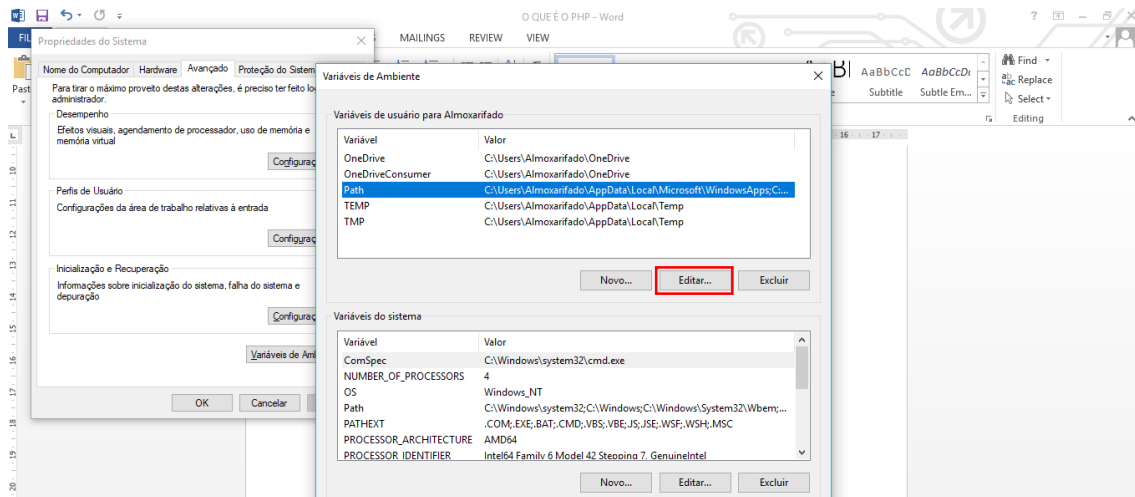 O QUE É O PHP - Word
FIL
MAILINGS REVIEW VIEW
Past
AaBbCcD AaBbCcDc
Subtitle Subtle Em...
Find
Replace
Select
Editing
16 17
Propriedades do Sistema
Nome do Computador Hardware Avançado Proteção do Sistem
Para tirar o máximo proveito destas alterações, é preciso ter feito lo
administrador.
Desempenho
Efeitos visuais, agendamento de processador, uso de memória e
memória virtual
Configuraç
Perfis de Usuário
Configurações da área de trabalho relativas à entrada
Configuraç
Inicialização e Recuperação
Informações sobre inicialização do sistema, falha do sistema e
depuração
Configuraç
Variáveis de Aml
OK Cancelar
Variáveis de Ambiente
Variáveis de usuário para Almoxarifado
Variável Valor
OneDrive C:\Users\Almoxarifado\OneDrive
OneDriveConsumer C:\Users\Almoxarifado\OneDrive
Path C:\Users\Almoxarifado\AppData\Local\Microsoft\WindowsApps;C:...
TEMP C:\Users\Almoxarifado\AppData\Local\Temp
TMP C:\Users\Almoxarifado\AppData\Local\Temp
Novo... Editar... Excluir
Variáveis do sistema
Variável Valor
ComSpec C:\Windows\system32\cmd.exe
NUMBER_OF_PROCESSORS 4
OS Windows_NT
Path C:\Windows\system32;C:\Windows;C:\Windows\System32\Wbem;...
PATHEXT .COM;.EXE;.BAT;.CMD;.VBS;.VBE;.JS;.JSE;.WSF;.WSH;.MSC
PROCESSOR_ARCHITECTURE AMD64
PROCESSOR_IDENTIFIER Intel64 Family 6 Model 42 Stepping 7, GenuineIntel
Novo... Editar... Excluir